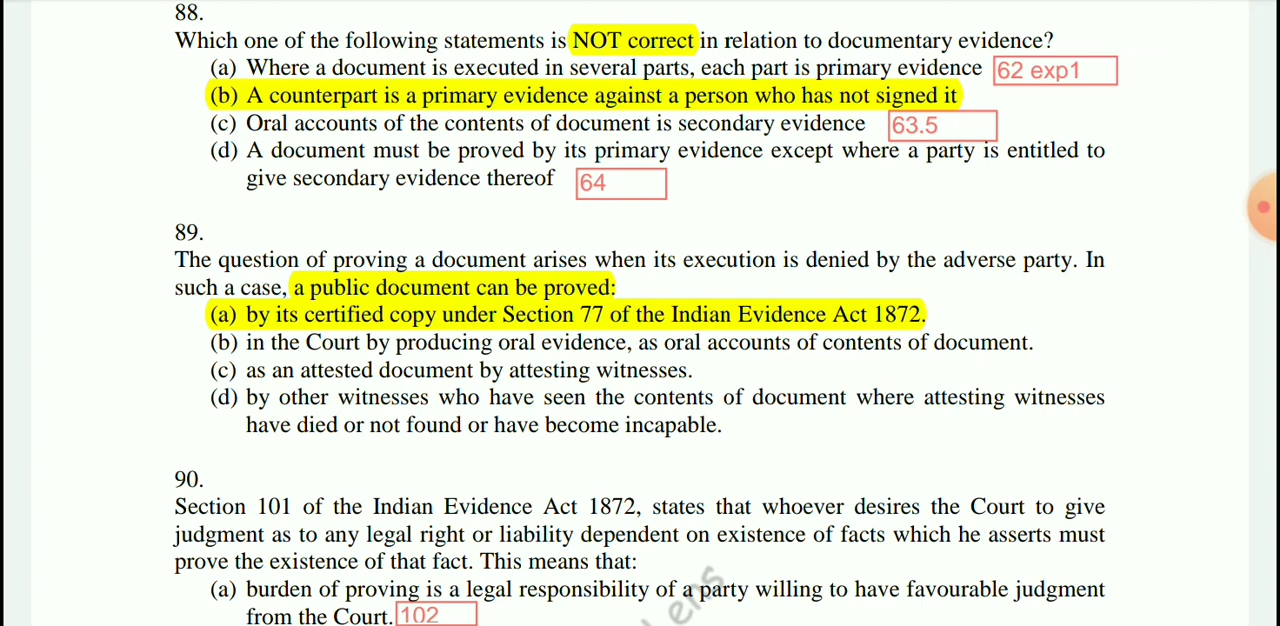 88.
Which one of the following statements is NOT correct in relation to documentary evidence?
(a) Where a document is executed in several parts, each part is primary evidence 62 exp1
(b) A counterpart is a primary evidence against a person who has not signed it
(c) Oral accounts of the contents of document is secondary evidence 63.5
(d) A document must be proved by its primary evidence except where a party is entitled to
give secondary evidence thereof 64
89.
The question of proving a document arises when its execution is denied by the adverse party. In
such a case, a public document can be proved:
(a) by its certified copy under Section 77 of the Indian Evidence Act 1872.
(b) in the Court by producing oral evidence, as oral accounts of contents of document.
(c) as an attested document by attesting witnesses.
(d) by other witnesses who have seen the contents of document where attesting witnesses
have died or not found or have become incapable.
90.
Section 101 of the Indian Evidence Act 1872, states that whoever desires the Court to give
judgment as to any legal right or liability dependent on existence of facts which he asserts must
prove the existence of that fact. This means that:
(a) burden of proving is a legal responsibility of a party willing to have favourable judgment
from the Court. 102